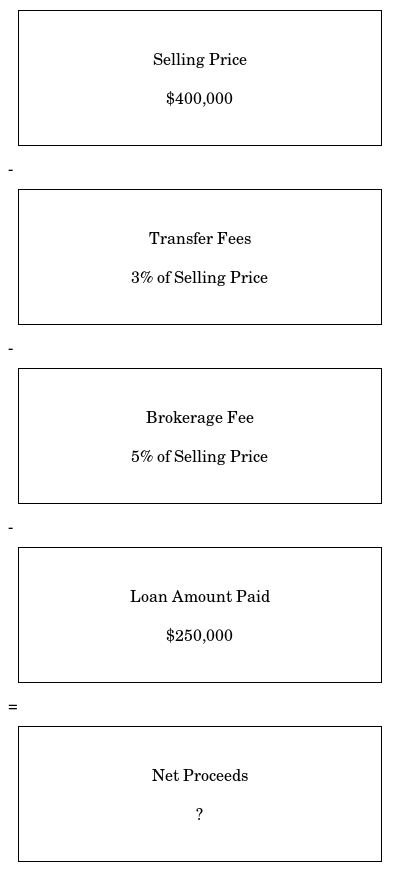 Selling Price
$400,000
-
Transfer Fees
3% of Selling Price
-
Brokerage Fee
5% of Selling Price
-
Loan Amount Paid
$250,000
=
Net Proceeds
?